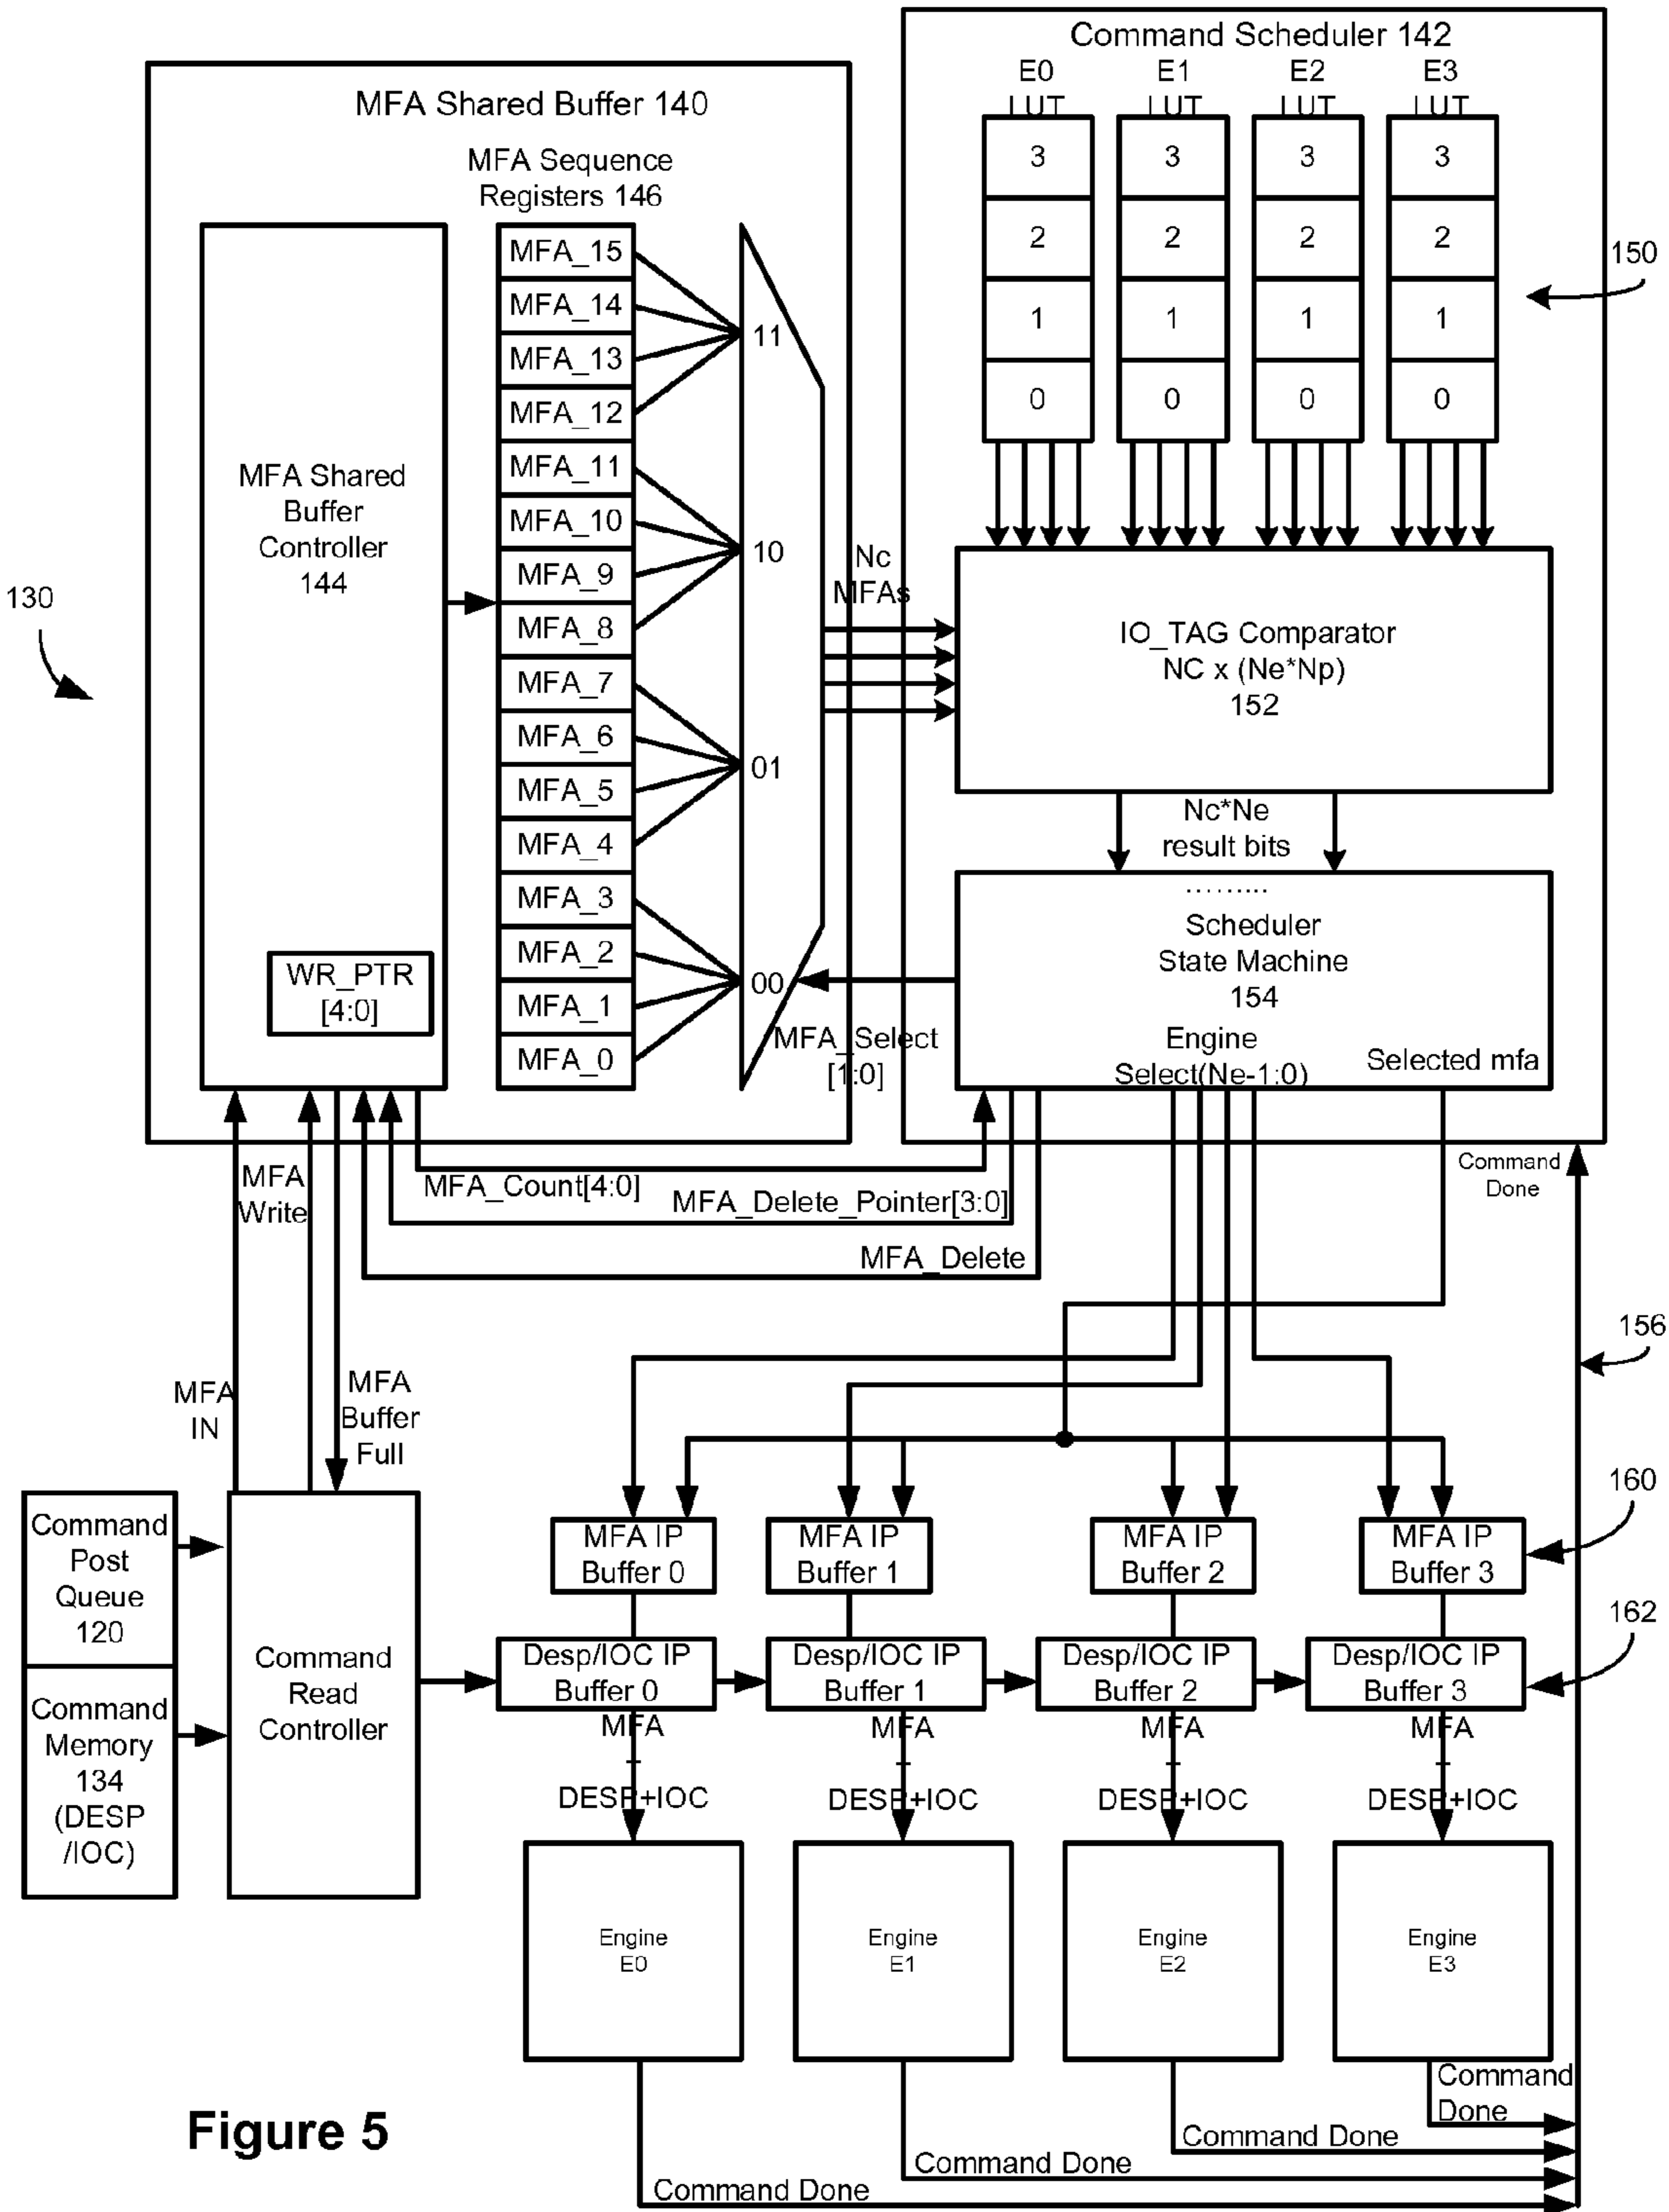 Command Scheduler 142
E0 E1 E2 E3
LUT LUT LUT LUT
3 3 3 3
2 2 2 2
1 1 1 1
0 0 0 0
150
MFA Shared Buffer 140
MFA Sequence
Registers 146
MFA_15
MFA_14
MFA_13
MFA_12
MFA_11
MFA_10
MFA_9
MFA_8
MFA_7
MFA_6
MFA_5
MFA_4
MFA_3
MFA_2
MFA_1
MFA_0
11
10
01
00
MFA Shared
Buffer
Controller
144
WR_PTR
[4:0]
130
Nc
MFAs
IO_TAG Comparator
NC x (Ne*Np)
152
Nc*Ne
result bits
.........
Scheduler
State Machine
154
Engine
Select(Ne-1:0)
Selected mfa
MFA_Select
[1:0]
Command
Done
MFA
Write
MFA_Count[4:0]
MFA_Delete_Pointer[3:0]
MFA_Delete
156
MFA
IN
MFA
Buffer
Full
Command
Post
Queue
120
Command
Memory
134
(DESP
/IOC)
Command
Read
Controller
MFA IP
Buffer 0
MFA IP
Buffer 1
MFA IP
Buffer 2
MFA IP
Buffer 3
160
Desp/IOC IP
Buffer 0
Desp/IOC IP
Buffer 1
Desp/IOC IP
Buffer 2
Desp/IOC IP
Buffer 3
162
MFA
+
DESP+IOC
MFA
+
DESP+IOC
MFA
+
DESP+IOC
MFA
+
DESP+IOC
Engine
E0
Engine
E1
Engine
E2
Engine
E3
Command
Done
Command Done
Command Done
Command Done
Figure 5